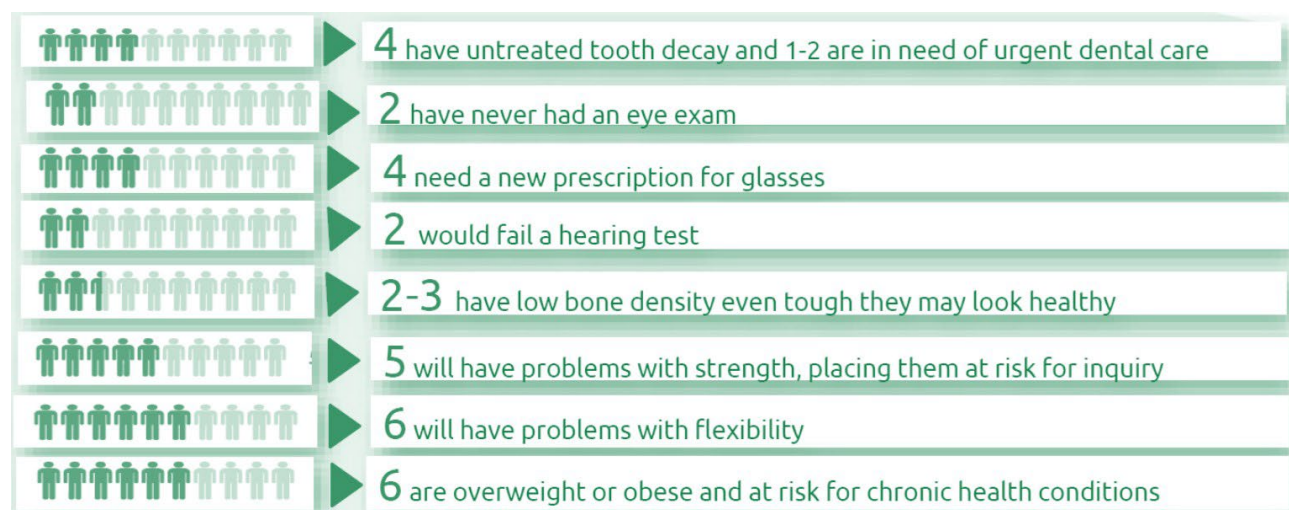 4 have untreated tooth decay and 1-2 are in need of urgent dental care
2 have never had an eye exam
4 need a new prescription for glasses
2 would fail a hearing test
2-3 have low bone density even tough they may look healthy
5 will have problems with strength, placing them at risk for inquiry
6 will have problems with flexibility
6 are overweight or obese and at risk for chronic health conditions